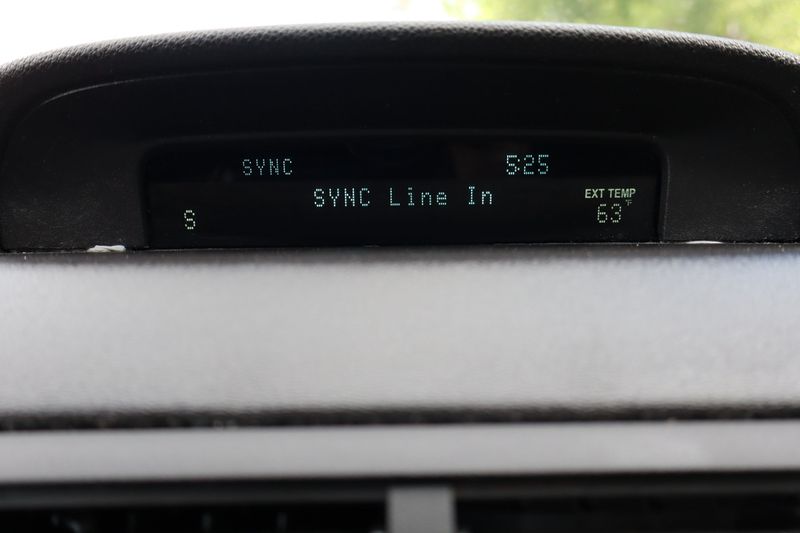 SYNC 5:25
SYNC Line In
EXT TEMP
S 63 °F